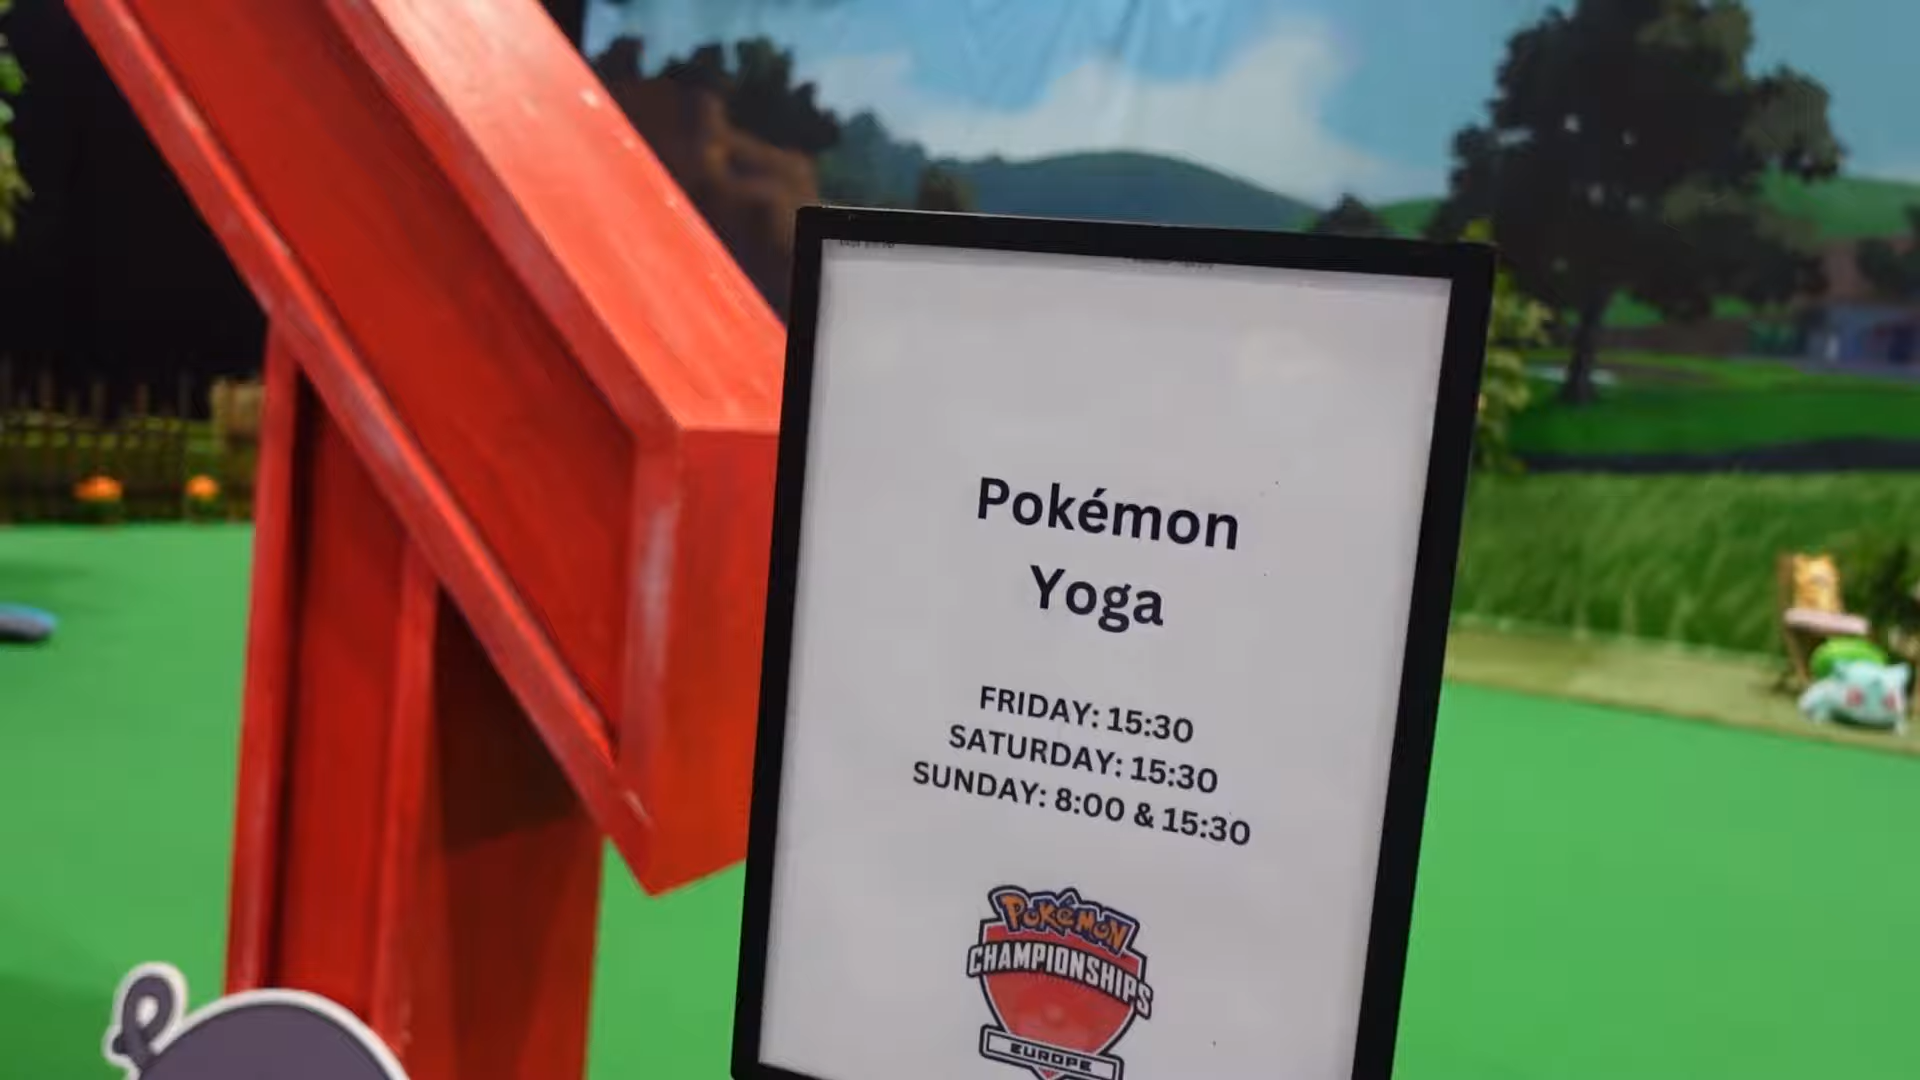 Pokémon
Yoga
FRIDAY: 15:30
SATURDAY: 15:30
SUNDAY: 8:00 & 15:30
POKéMON
CHAMPIONSHIPS
EUROPE